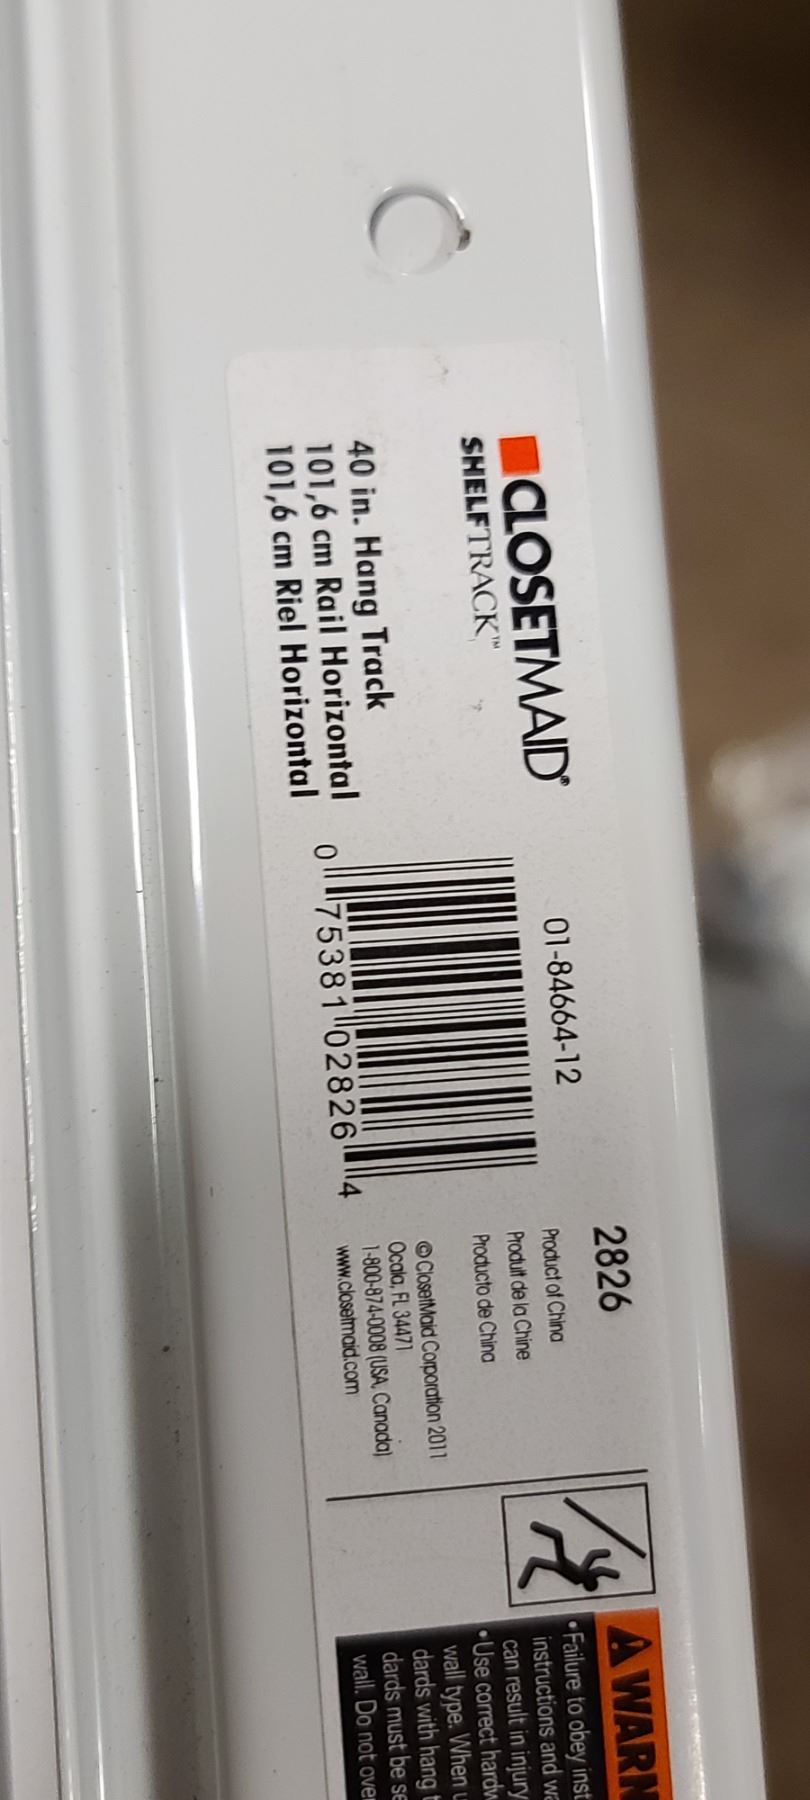 CLOSETMAID®
SHELFTRACK™
40 in. Hang Track
101,6 cm Rail Horizontal
101,6 cm Riel Horizontal
01-84664-12
0 75381 02826 4
2826
Product of China
Produit de la Chine
Producto de China
© ClosetMaid Corporation 2011
Ocala, FL 34471
1-800-874-0008 (USA, Canada)
www.closetmaid.com
WARN
•Failure to obey inst
instructions and wa
can result in injury
•Use correct hardw
wall type. When u
dards with hang t
dards must be se
wall. Do not over